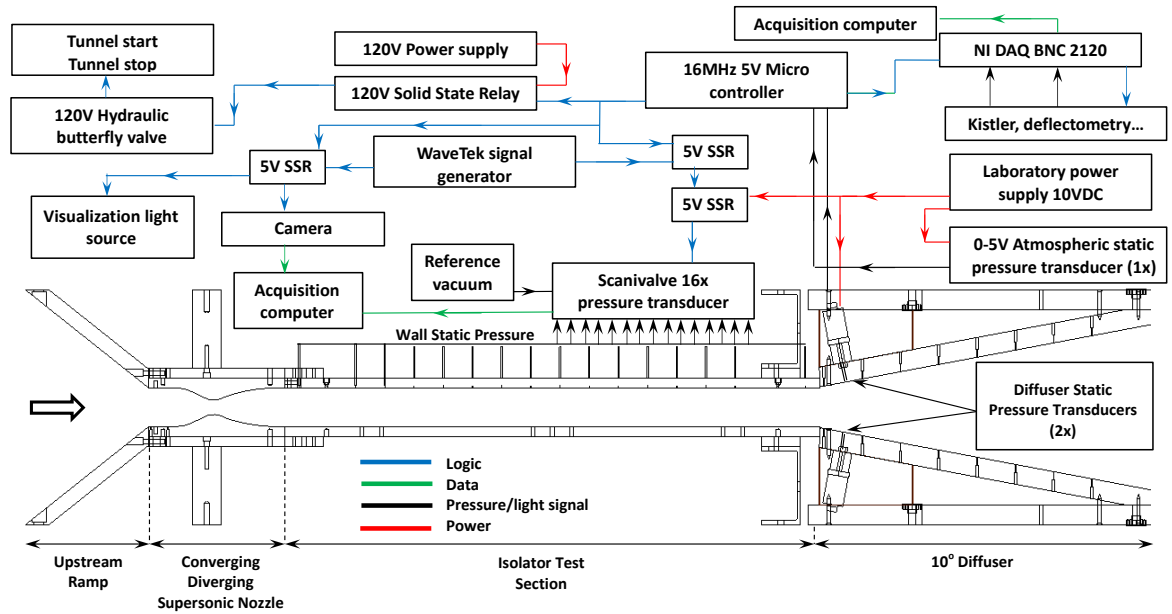 Acquisition computer
Tunnel start
Tunnel stop
120V Power supply
NI DAQ BNC 2120
16MHz 5V Micro
controller
120V Solid State Relay
120V Hydraulic
butterfly valve
Kistler, deflectometry...
WaveTek signal
generator
5V SSR
5V SSR
Laboratory power
supply 10VDC
5V SSR
Visualization light
source
Camera
0-5V Atmospheric static
pressure transducer (1x)
Reference
vacuum
Scanivalve 16x
pressure transducer
Acquisition
computer
Wall Static Pressure
Diffuser Static
Pressure Transducers
(2x)
Logic
Data
Pressure/light signal
Power
Upstream
Ramp
Converging
Diverging
Supersonic Nozzle
Isolator Test
Section
10° Diffuser